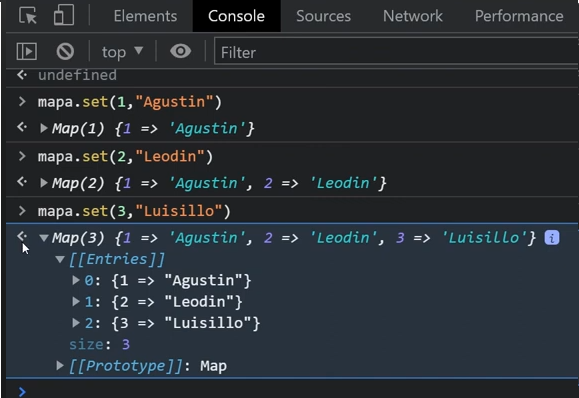 Elements Console Sources Network Performance
top ▼ Filter
undefined
> mapa.set(1,"Agustin")
Map(1) {1 => 'Agustin'}
> mapa.set(2,"Leodin")
Map(2) {1 => 'Agustin', 2 => 'Leodin'}
> mapa.set(3,"Luisillo")
Map(3) {1 => 'Agustin', 2 => 'Leodin', 3 => 'Luisillo'} i
[[Entries]]
0: {1 => "Agustin"}
1: {2 => "Leodin"}
2: {3 => "Luisillo"}
size: 3
[[Prototype]]: Map
>